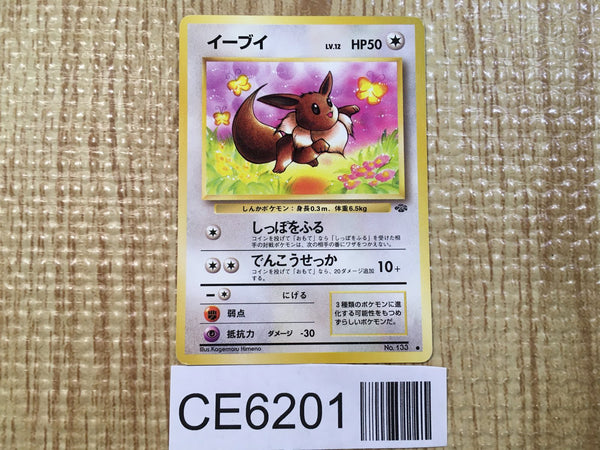 イーブイ LV.12 HP50
しんかポケモン：身長0.3m、体重6.5kg
しっぽをふる
コインを投げて「おもて」なら「しっぽをふる」を受けた相
手の対戦ポケモンは、次の相手の番にワザをつかえない。
でんこうせっか 10+
コインを投げて「おもて」なら、20ダメージ追加
する。
にげる
弱点
抵抗力 ダメージ -30
3種類のポケモンに進
化する可能性をもつめ
ずらしいポケモンだ。
Illus.Kagemaru Himeno No.133
CE6201